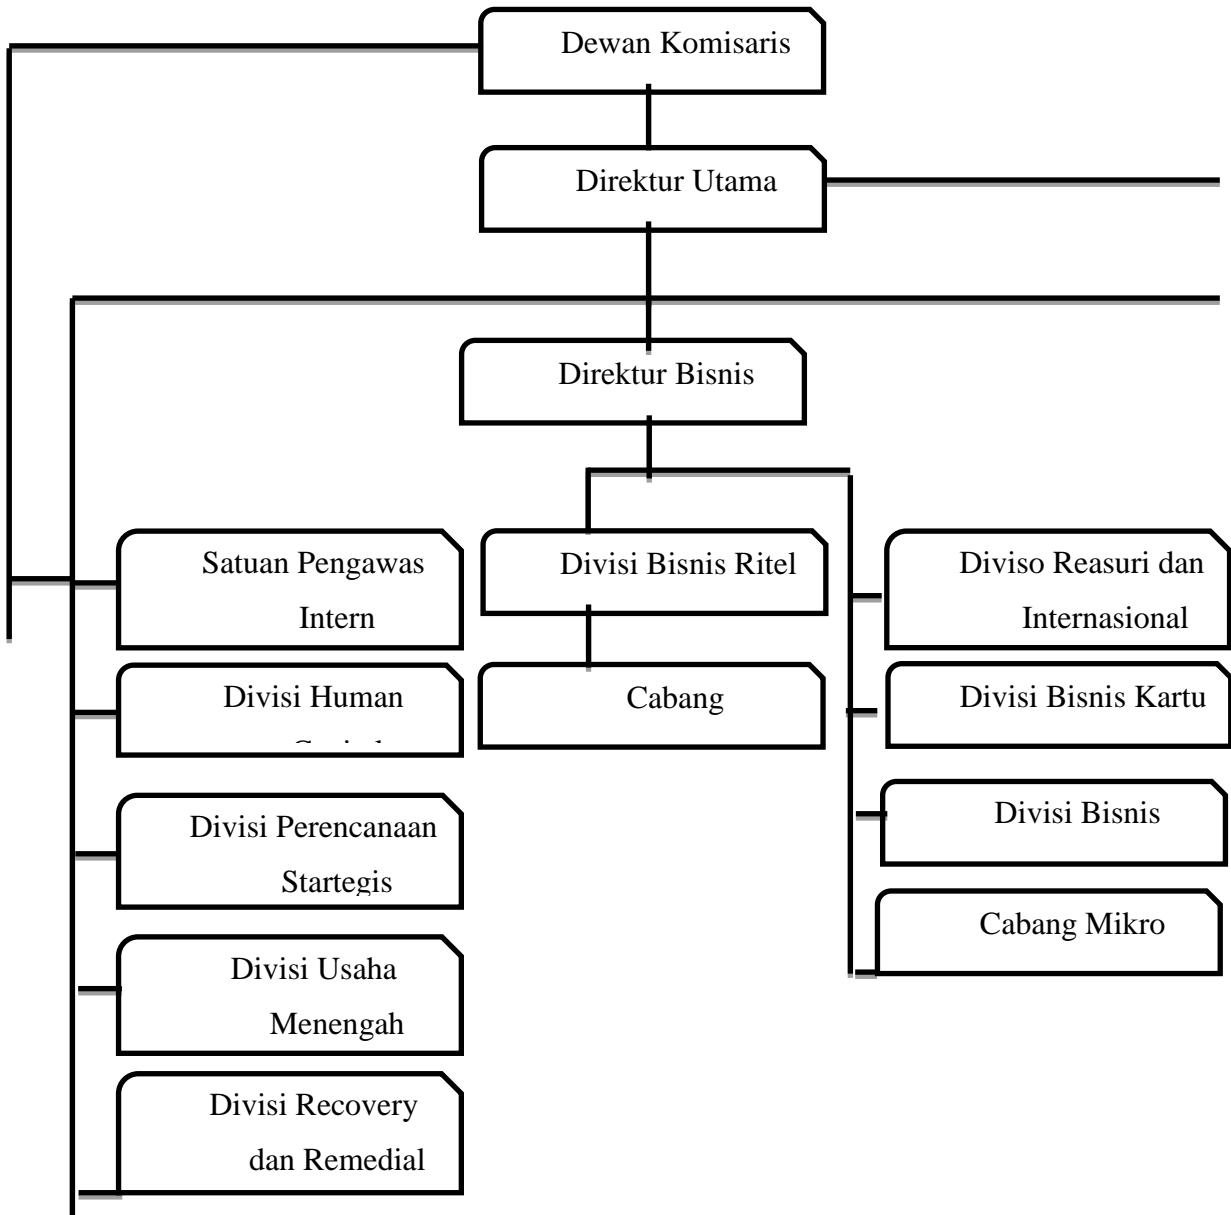 Dewan Komisaris
Direktur Utama
Direktur Bisnis
Satuan Pengawas
Intern
Divisi Human
Divisi Perencanaan
Startegis
Divisi Usaha
Menengah
Divisi Recovery
dan Remedial
Divisi Bisnis Ritel
Cabang
Diviso Reasuri dan
Internasional
Divisi Bisnis Kartu
Divisi Bisnis
Cabang Mikro